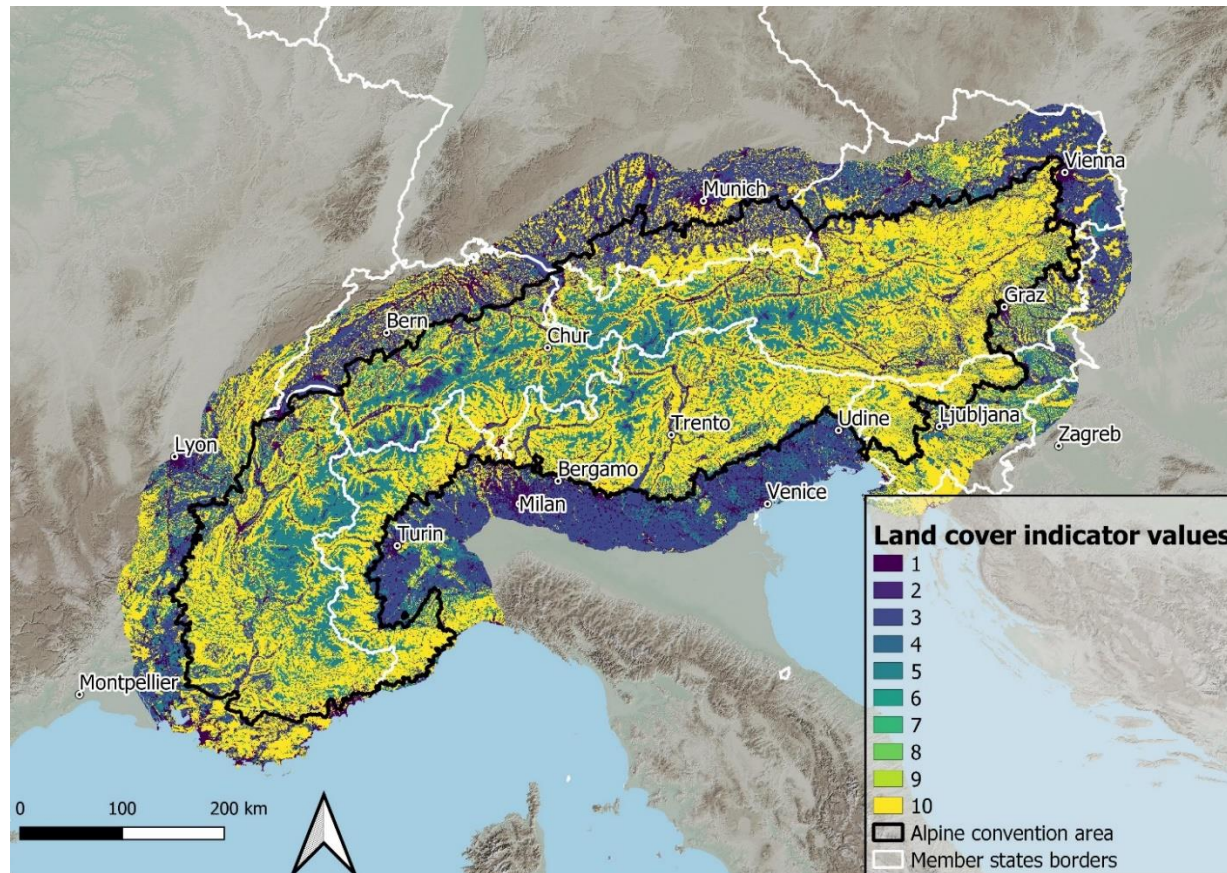 Vienna
Munich
Graz
Bern
Chur
Ljubljana
Udine
Trento
Zagreb
Lyon
Bergamo
Milan
Venice
Turin
Montpellier
Land cover indicator values
1
2
3
4
5
6
7
8
9
10
Alpine convention area
Member states borders
0 100 200 km